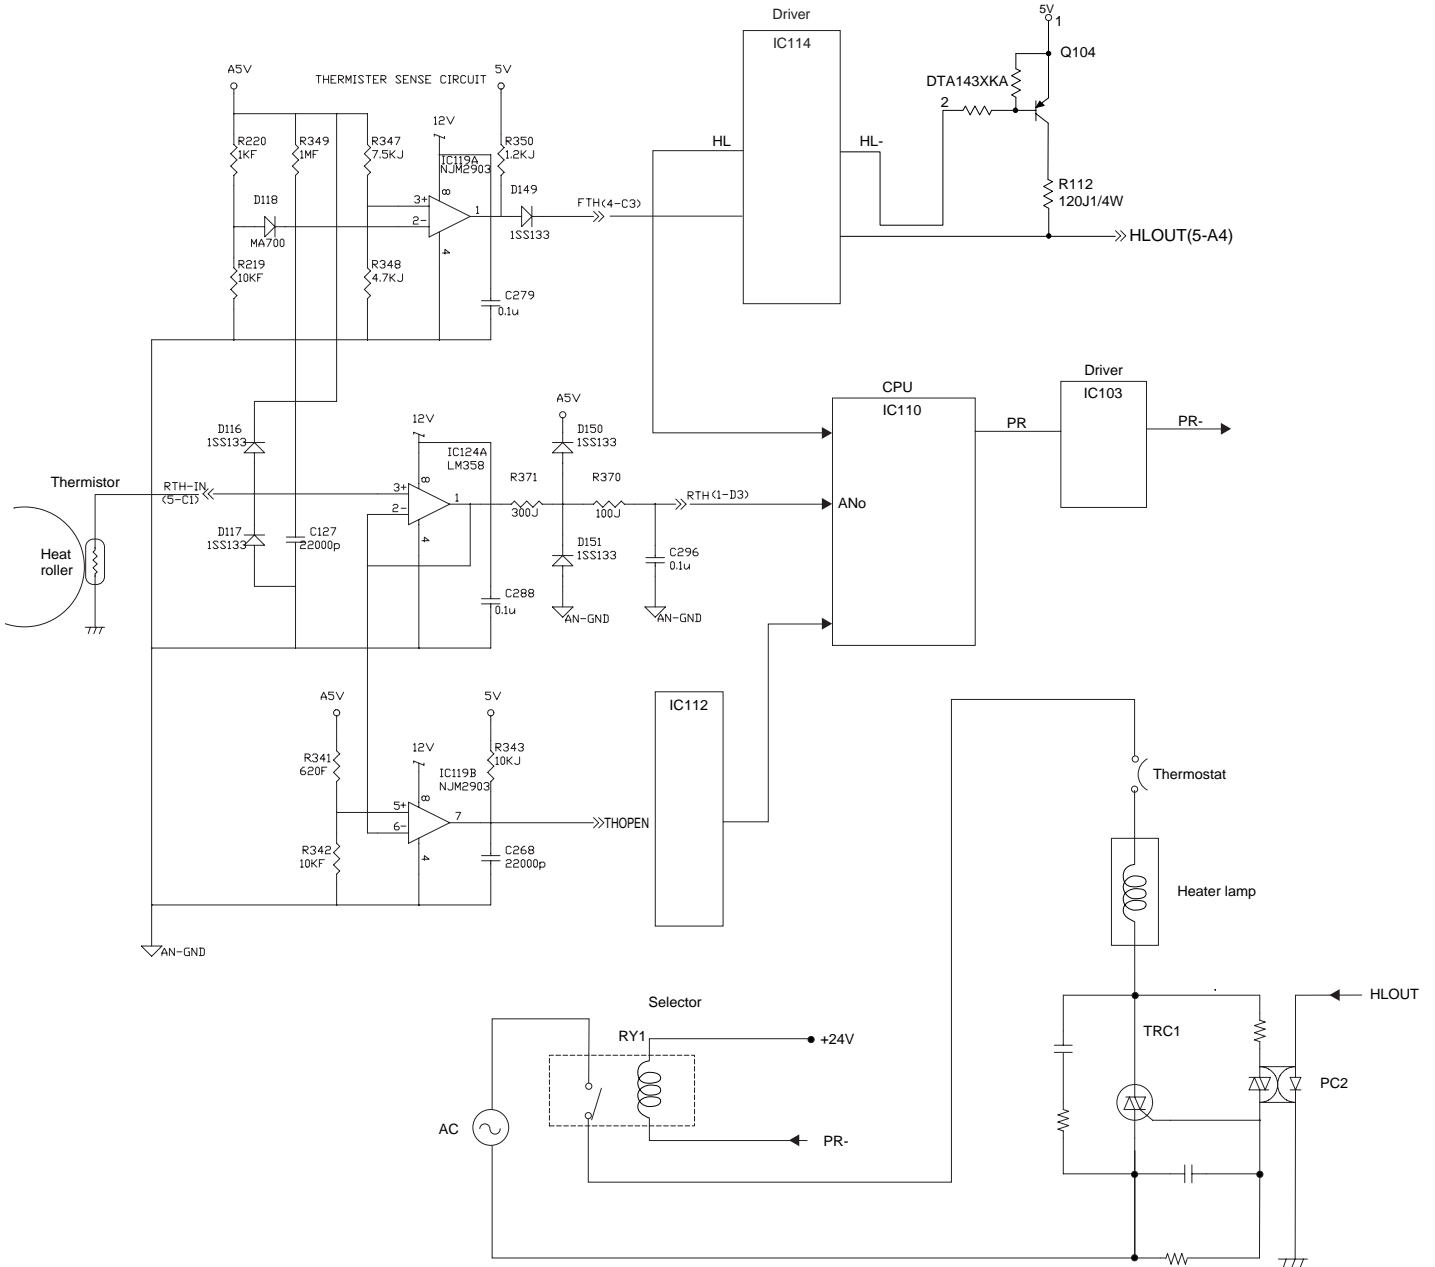 Driver
IC114
5V
1
Q104
DTA143XKA
2
HL
HL-
R112
120J1/4W
HLOUT(5-A4)
A5V
THERMISTER SENSE CIRCUIT
5V
12V
R220
1KF
R349
1MF
R347
7.5KJ
IC119A
NJM2903
R350
1.2KJ
D118
MA700
3+
2-
8
1
4
D149
1SS133
FTH(4-C3)
R219
10KF
R348
4.7KJ
C279
0.1u
CPU
IC110
ANo
PR
Driver
IC103
PR-
D116
1SS133
12V
IC124A
LM358
A5V
D150
1SS133
Thermistor
RTH-IN
(5-C1)
3+
2-
8
1
4
R371
300J
R370
100J
RTH(1-D3)
Heat
roller
D117
1SS133
C127
22000p
D151
1SS133
C296
0.1u
C288
0.1u
AN-GND
AN-GND
A5V
5V
IC112
R341
620F
12V
IC119B
NJM2903
R343
10KJ
5+
6-
8
7
4
THOPEN
R342
10KF
C268
22000p
AN-GND
Thermostat
Heater lamp
Selector
RY1
+24V
AC
PR-
TRC1
HLOUT
PC2